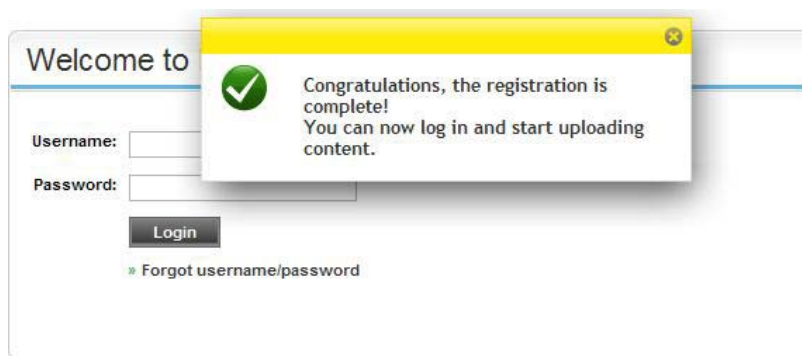 Welcome to
Congratulations, the registration is
complete!
You can now log in and start uploading
content.
Username:
Password:
Login
» Forgot username/password